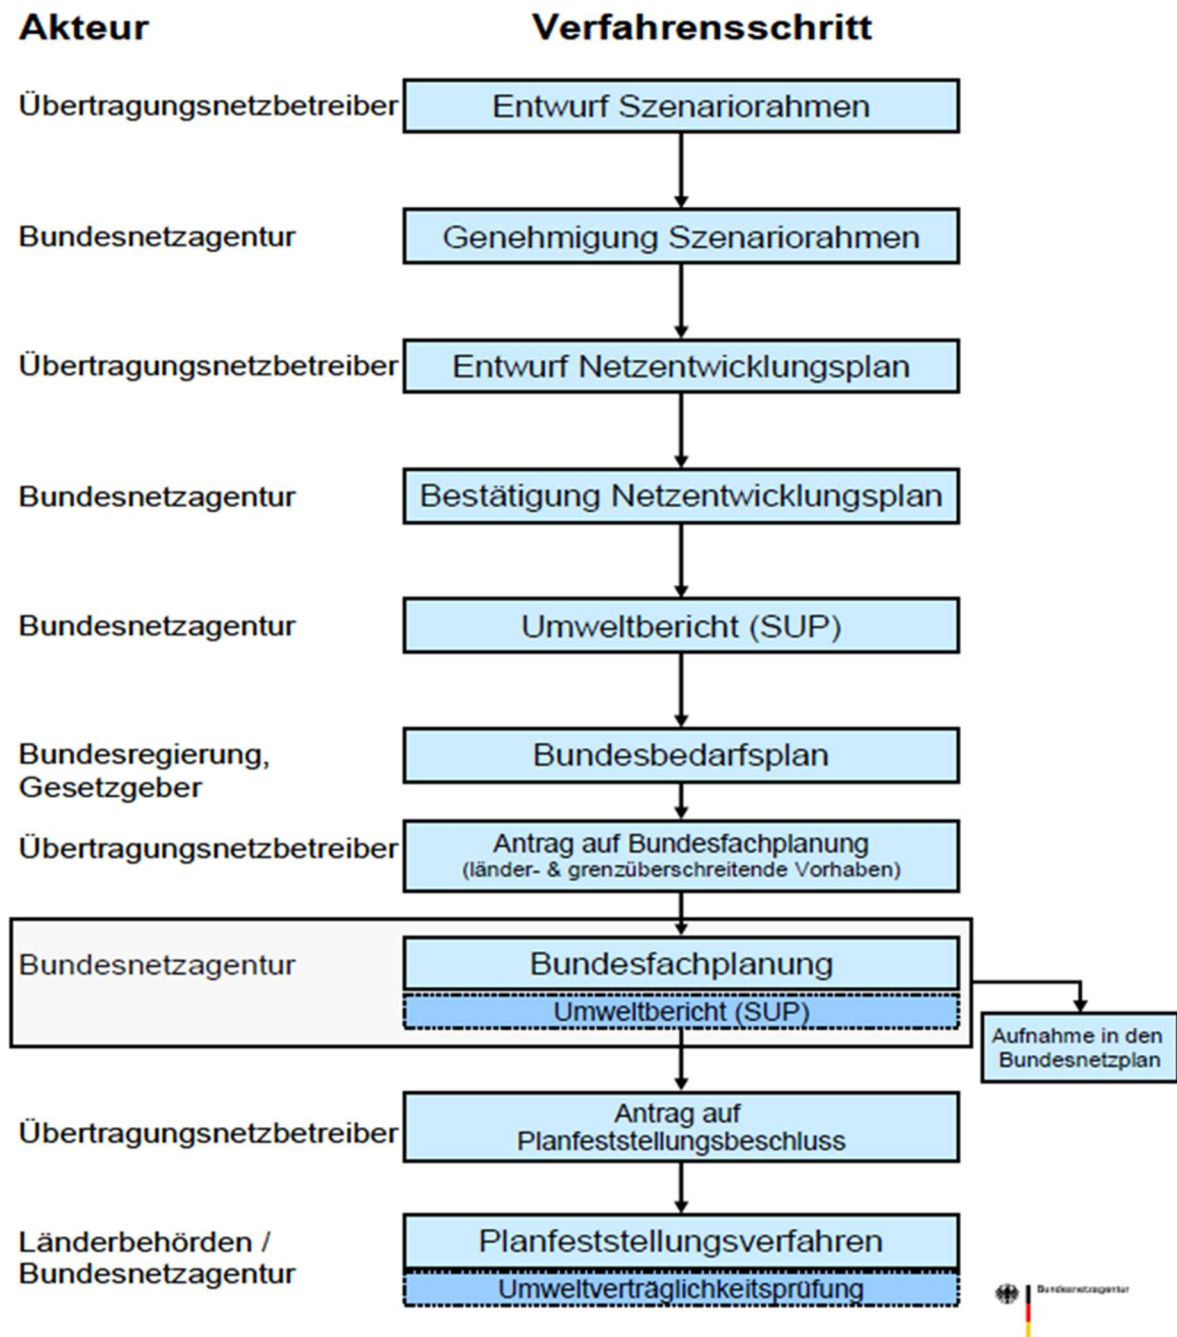 Akteur Verfahrensschritt
Übertragungsnetzbetreiber Entwurf Szenariorahmen
Bundesnetzagentur Genehmigung Szenariorahmen
Übertragungsnetzbetreiber Entwurf Netzentwicklungsplan
Bundesnetzagentur Bestätigung Netzentwicklungsplan
Bundesnetzagentur Umweltbericht (SUP)
Bundesregierung,
Gesetzgeber
Bundesbedarfsplan
Übertragungsnetzbetreiber
Antrag auf Bundesfachplanung
(länder- & grenzüberschreitende Vorhaben)
Bundesnetzagentur Bundesfachplanung
Umweltbericht (SUP)
Aufnahme in den
Bundesnetzplan
Übertragungsnetzbetreiber
Antrag auf
Planfeststellungsbeschluss
Länderbehörden /
Bundesnetzagentur
Planfeststellungsverfahren
Umweltverträglichkeitsprüfung
Bundesnetzagentur